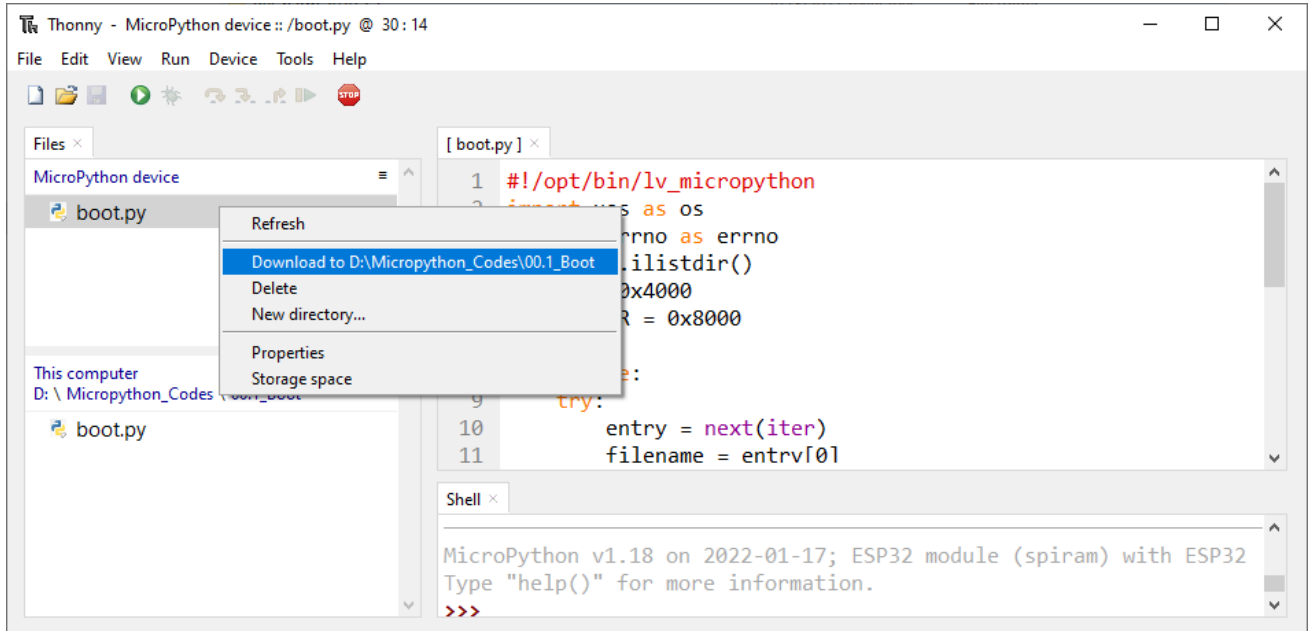 Thonny - MicroPython device :: /boot.py @ 30 : 14
File Edit View Run Device Tools Help
STOP
Files
MicroPython device
boot.py
Refresh
Download to D:\Micropython_Codes\00.1_Boot
Delete
New directory...
Properties
Storage space
This computer
D: \ Micropython_Codes \ 00.1_Boot
boot.py
[ boot.py ]
1 #!/opt/bin/lv_micropython
2 import uos as os
rrno as errno
.ilistdir()
0x4000
R = 0x8000
e:
9 try:
10 entry = next(iter)
11 filename = entry[0]
Shell
MicroPython v1.18 on 2022-01-17; ESP32 module (spiram) with ESP32
Type "help()" for more information.
>>>